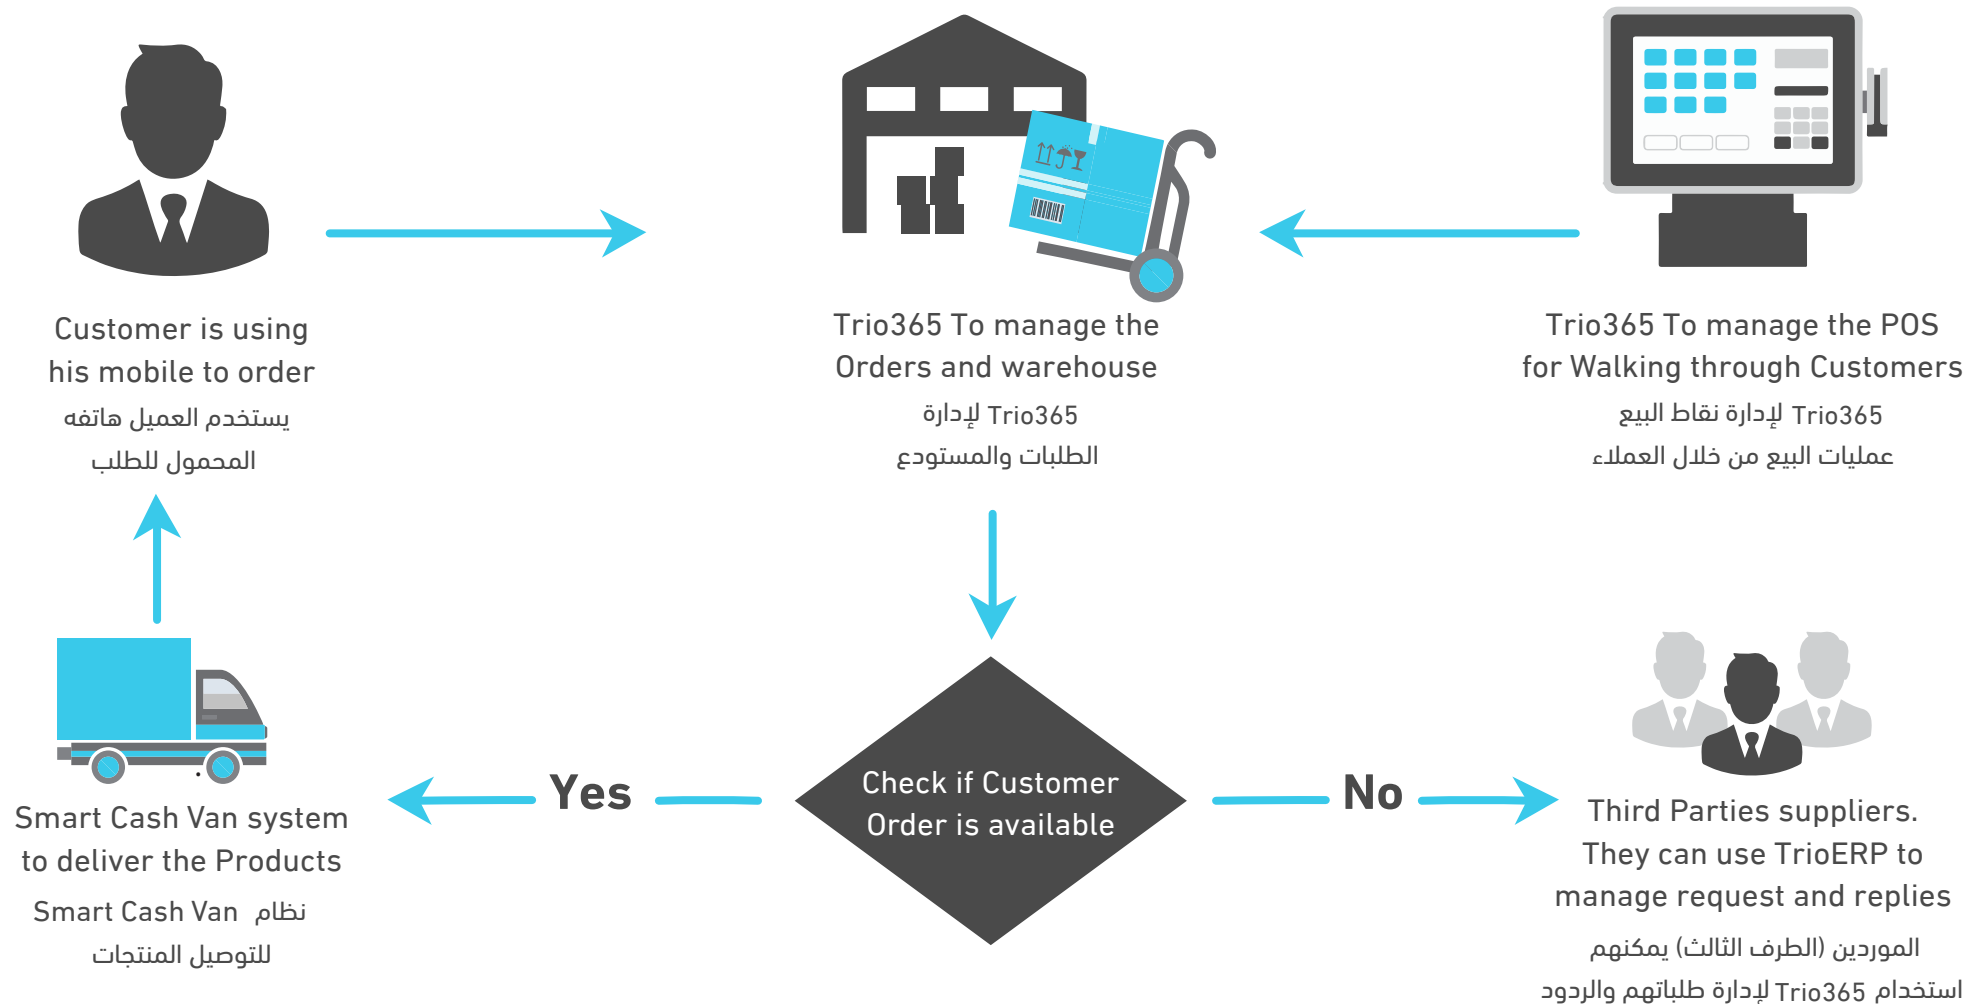 Customer is using
his mobile to order
يستخدم العميل هاتفه
المحمول للطلب
Trio365 To manage the
Orders and warehouse
Trio365 لإدارة
الطلبات والمستودع
Trio365 To manage the POS
for Walking through Customers
Trio365 لإدارة نقاط البيع
عمليات البيع من خلال العملاء
Smart Cash Van system
to deliver the Products
نظام Smart Cash Van
للتوصيل المنتجات
Yes
Check if Customer
Order is available
No
Third Parties suppliers.
They can use TrioERP to
manage request and replies
الموردين (الطرف الثالث) يمكنهم
استخدام Trio365 لإدارة طلباتهم والردود